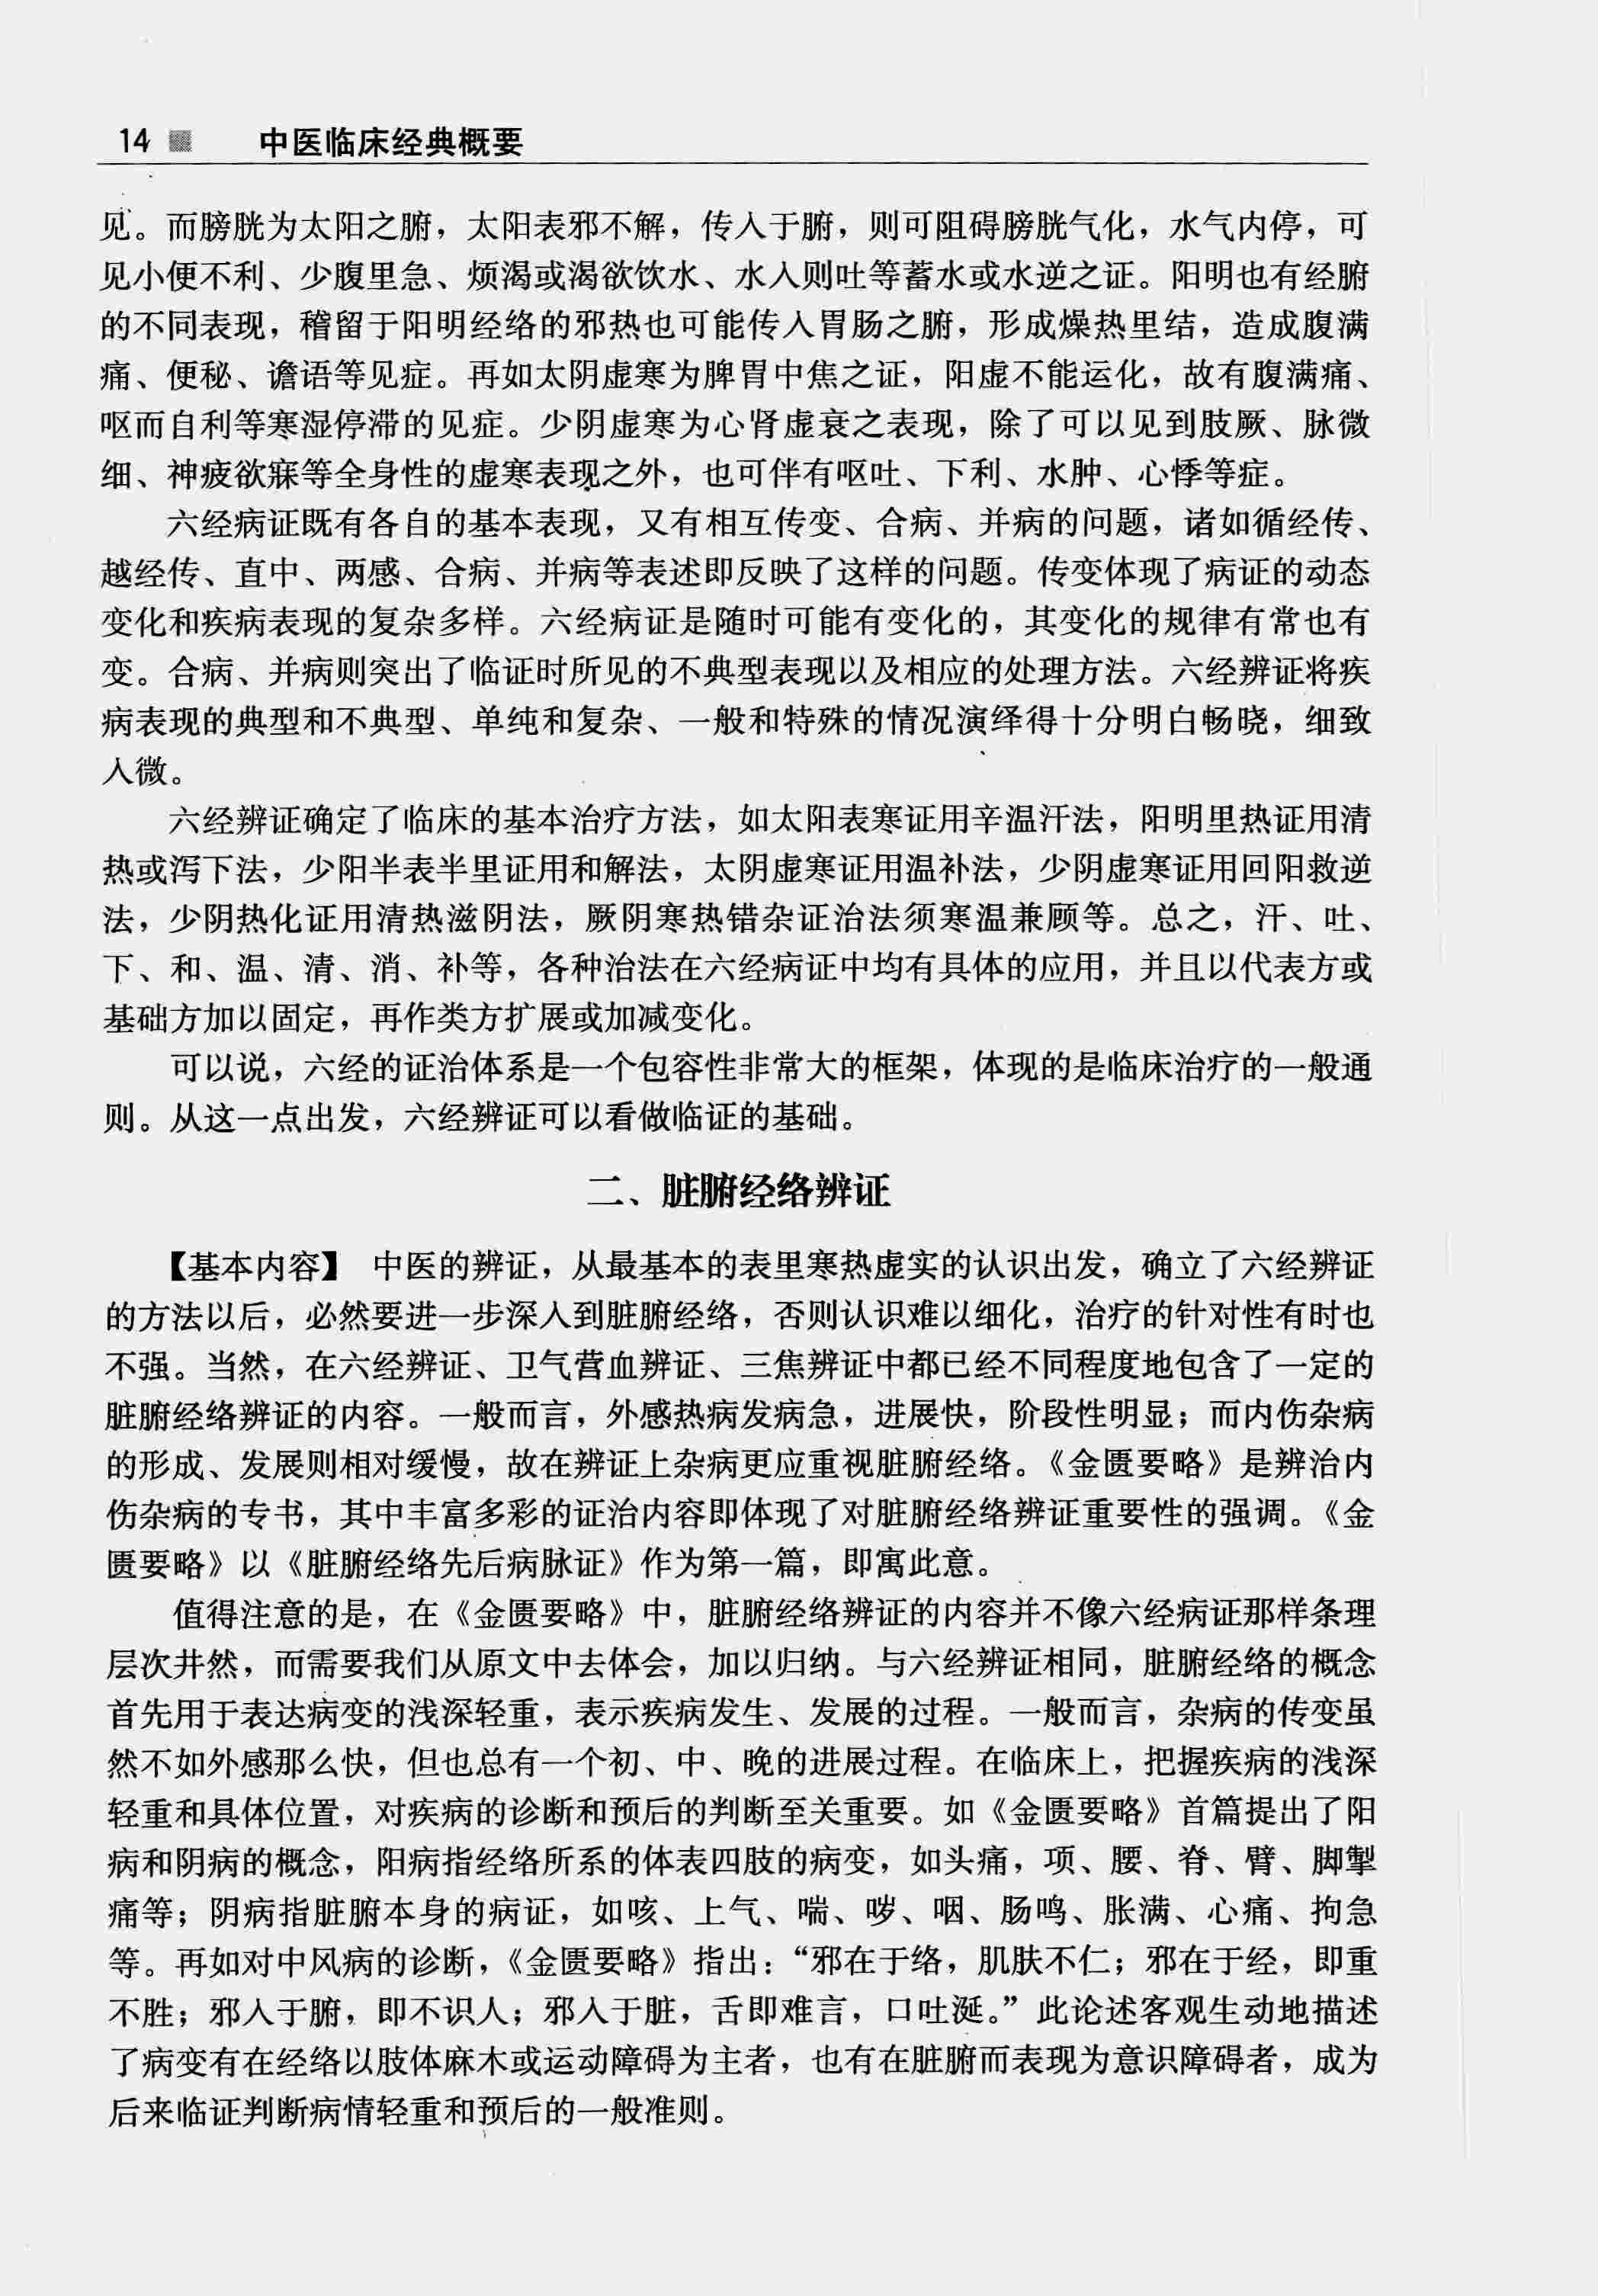 14 中医临床经典概要
见。而膀胱为太阳之腑，太阳表邪不解，传入于腑，则可阻碍膀胱气化，水气内停，可
见小便不利、少腹里急、烦渴或渴欲饮水、水入则吐等蓄水或水逆之证。阳明也有经腑
的不同表现，稽留于阳明经络的邪热也可能传入胃肠之腑，形成燥热里结，造成腹满
痛、便秘、谵语等见症。再如太阴虚寒为脾胃中焦之证，阳虚不能运化，故有腹满痛、
呕而自利等寒湿停滞的见症。少阴虚寒为心肾虚衰之表现，除了可以见到肢厥、脉微
细、神疲欲寐等全身性的虚寒表现之外，也可伴有呕吐、下利、水肿、心悸等症。
六经病证既有各自的基本表现，又有相互传变、合病、并病的问题，诸如循经传、
越经传、直中、两感、合病、并病等表述即反映了这样的问题。传变体现了病证的动态
变化和疾病表现的复杂多样。六经病证是随时可能有变化的，其变化的规律有常也有
变。合病、并病则突出了临证时所见的不典型表现以及相应的处理方法。六经辨证将疾
病表现的典型和不典型、单纯和复杂、一般和特殊的情况演绎得十分明白畅晓，细致
入微。
六经辨证确定了临床的基本治疗方法，如太阳表寒证用辛温汗法，阳明里热证用清
热或泻下法，少阳半表半里证用和解法，太阴虚寒证用温补法，少阴虚寒证用回阳救逆
法，少阴热化证用清热滋阴法，厥阴寒热错杂证治法须寒温兼顾等。总之，汗、吐、
下、和、温、清、消、补等，各种治法在六经病证中均有具体的应用，并且以代表方或
基础方加以固定，再作类方扩展或加减变化。
可以说，六经的证治体系是一个包容性非常大的框架，体现的是临床治疗的一般通
则。从这一点出发，六经辨证可以看做临证的基础。
二、脏腑经络辨证
【基本内容】 中医的辨证，从最基本的表里寒热虚实的认识出发，确立了六经辨证
的方法以后，必然要进一步深入到脏腑经络，否则认识难以细化，治疗的针对性有时也
不强。当然，在六经辨证、卫气营血辨证、三焦辨证中都已经不同程度地包含了一定的
脏腑经络辨证的内容。一般而言，外感热病发病急，进展快，阶段性明显；而内伤杂病
的形成、发展则相对缓慢，故在辨证上杂病更应重视脏腑经络。《金匮要略》是辨治内
伤杂病的专书，其中丰富多彩的证治内容即体现了对脏腑经络辨证重要性的强调。《金
匮要略》以《脏腑经络先后病脉证》作为第一篇，即寓此意。
值得注意的是，在《金匮要略》中，脏腑经络辨证的内容并不像六经病证那样条理
层次井然，而需要我们从原文中去体会，加以归纳。与六经辨证相同，脏腑经络的概念
首先用于表达病变的浅深轻重，表示疾病发生、发展的过程。一般而言，杂病的传变虽
然不如外感那么快，但也总有一个初、中、晚的进展过程。在临床上，把握疾病的浅深
轻重和具体位置，对疾病的诊断和预后的判断至关重要。如《金匮要略》首篇提出了阳
病和阴病的概念，阳病指经络所系的体表四肢的病变，如头痛，项、腰、脊、臂、脚掣
痛等；阴病指脏腑本身的病证，如咳、上气、喘、哕、咽、肠鸣、胀满、心痛、拘急
等。再如对中风病的诊断，《金匮要略》指出：“邪在于络，肌肤不仁；邪在于经，即重
不胜；邪入于腑，即不识人；邪入于脏，舌即难言，口吐涎。”此论述客观生动地描述
了病变有在经络以肢体麻木或运动障碍为主者，也有在脏腑而表现为意识障碍者，成为
后来临证判断病情轻重和预后的一般准则。